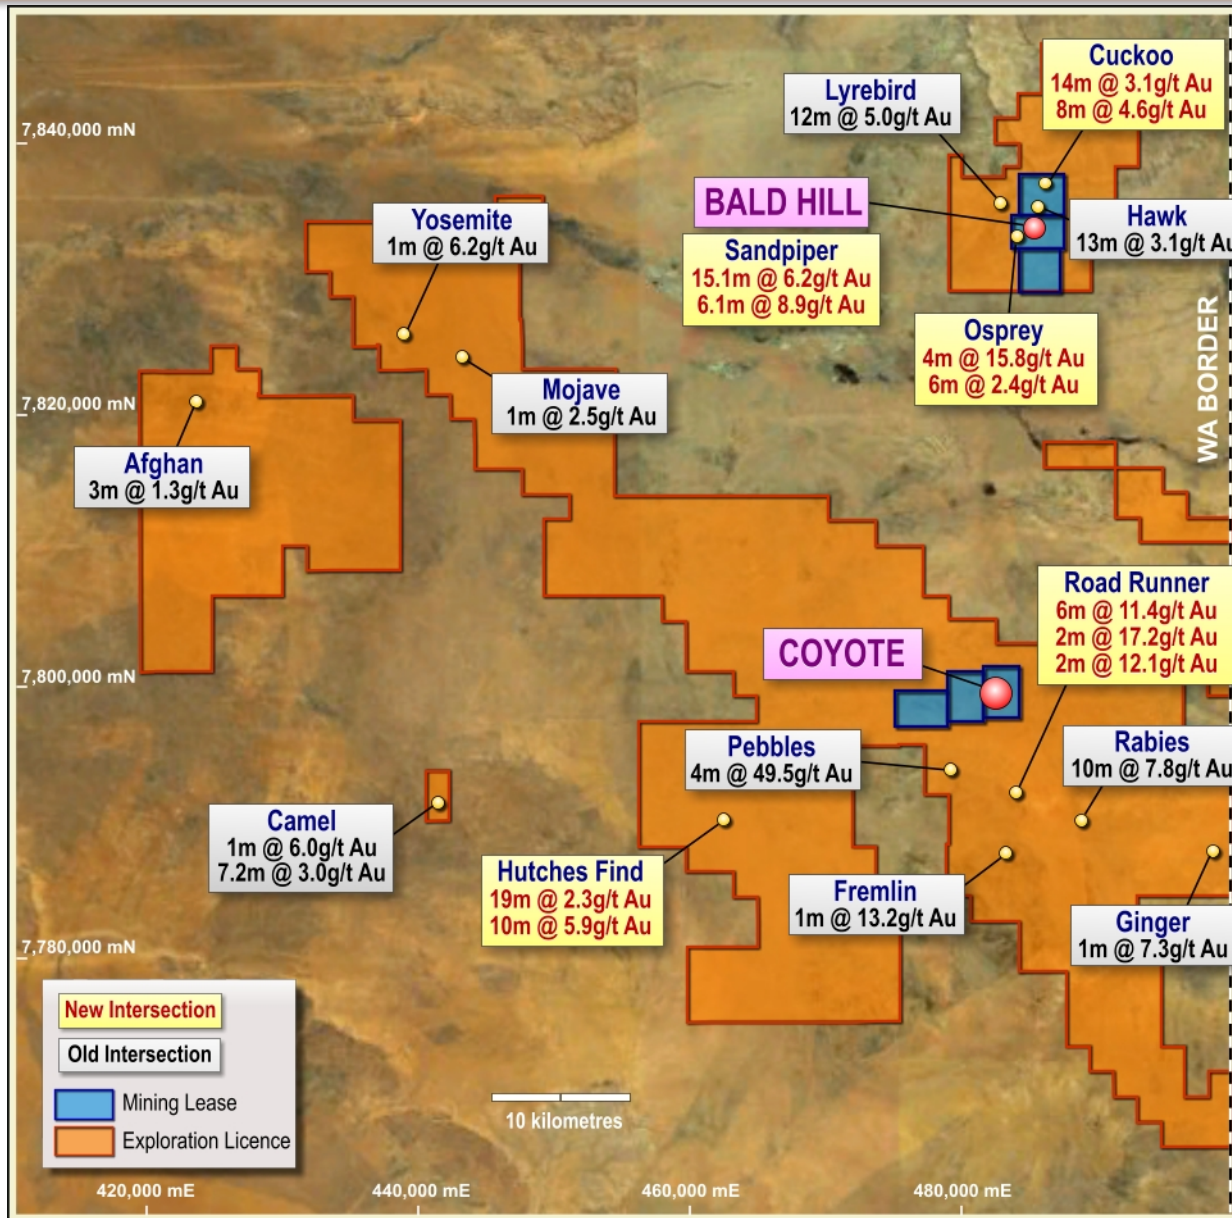 Cuckoo
14m @ 3.1g/t Au
8m @ 4.6g/t Au
Lyrebird
12m @ 5.0g/t Au
7,840,000 mN
BALD HILL
Hawk
13m @ 3.1g/t Au
Yosemite
1m @ 6.2g/t Au
Sandpiper
15.1m @ 6.2g/t Au
6.1m @ 8.9g/t Au
Osprey
4m @ 15.8g/t Au
6m @ 2.4g/t Au
WA BORDER
Mojave
1m @ 2.5g/t Au
7,820,000 mN
Afghan
3m @ 1.3g/t Au
Road Runner
6m @ 11.4g/t Au
2m @ 17.2g/t Au
2m @ 12.1g/t Au
COYOTE
7,800,000 mN
Pebbles
4m @ 49.5g/t Au
Rabies
10m @ 7.8g/t Au
Camel
1m @ 6.0g/t Au
7.2m @ 3.0g/t Au
Hutches Find
19m @ 2.3g/t Au
10m @ 5.9g/t Au
Fremlin
1m @ 13.2g/t Au
Ginger
1m @ 7.3g/t Au
7,780,000 mN
New Intersection
Old Intersection
Mining Lease
Exploration Licence
10 kilometres
420,000 mE
440,000 mE
460,000 mE
480,000 mE